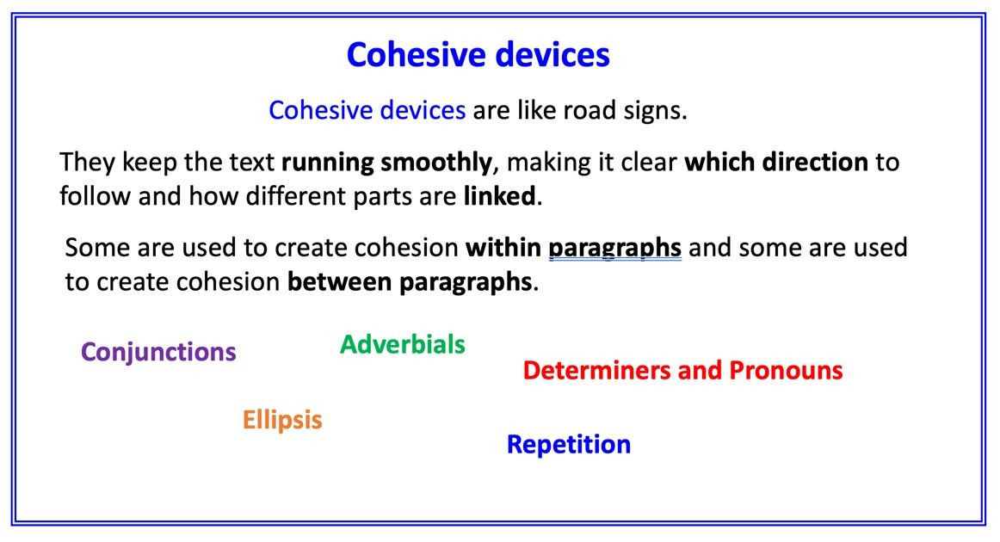 Cohesive devices
Cohesive devices are like road signs.
They keep the text running smoothly, making it clear which direction to
follow and how different parts are linked.
Some are used to create cohesion within paragraphs and some are used
to create cohesion between paragraphs.
Conjunctions
Adverbials
Determiners and Pronouns
Ellipsis
Repetition